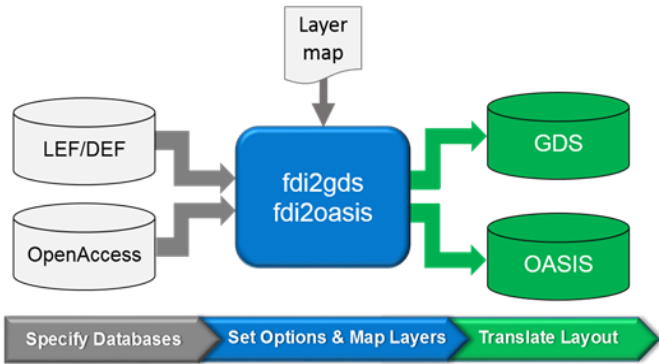 Layer
map
LEF/DEF
OpenAccess
fdi2gds
fdi2oasis
GDS
OASIS
Specify Databases
Set Options & Map Layers
Translate Layout